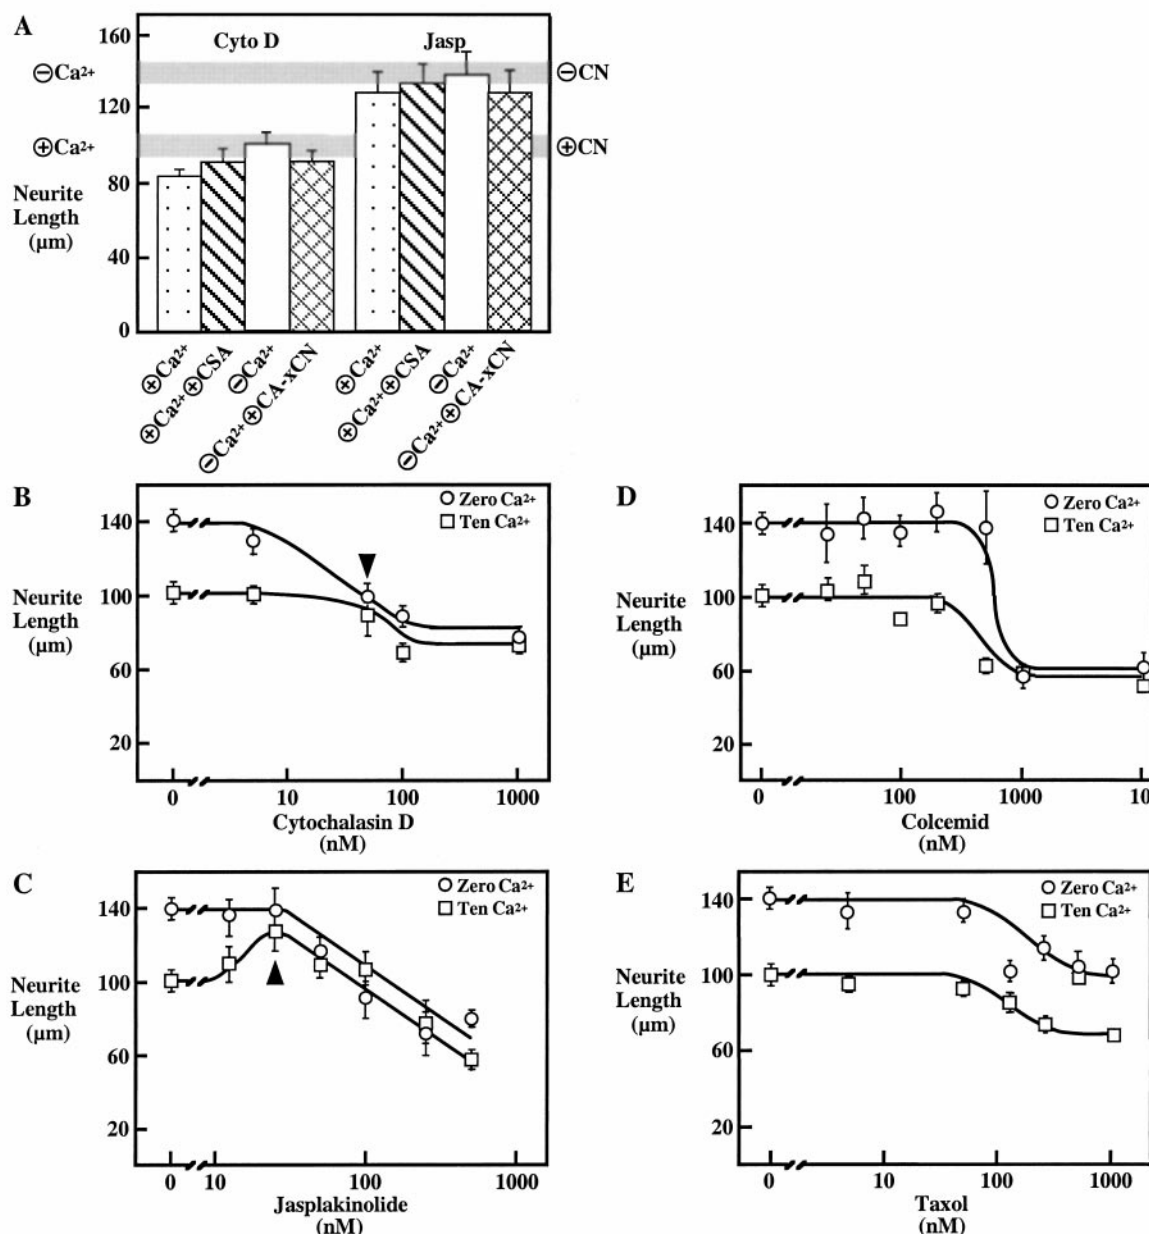 A
160
120
80
40
0
Neurite
Length
(µm)
Cyto D
Jasp
⊖Ca²⁺
⊖CN
⊕Ca²⁺
⊕CN
⊕Ca²⁺
⊕Ca²⁺⊕CSA
⊖Ca²⁺
⊖Ca²⁺⊕CA-xCN
⊕Ca²⁺
⊕Ca²⁺⊕CSA
⊖Ca²⁺
⊖Ca²⁺⊕CA-xCN
B
Zero Ca²⁺
Ten Ca²⁺
140
100
60
20
Neurite
Length
(µm)
0 10 100 1000
Cytochalasin D
(nM)
C
Zero Ca²⁺
Ten Ca²⁺
140
100
60
20
Neurite
Length
(µm)
0 10 100 1000
Jasplakinolide
(nM)
D
Zero Ca²⁺
Ten Ca²⁺
140
100
60
20
Neurite
Length
(µm)
0 100 1000 10
Colcemid
(nM)
E
Zero Ca²⁺
Ten Ca²⁺
140
100
60
20
Neurite
Length
(µm)
0 10 100 1000
Taxol
(nM)